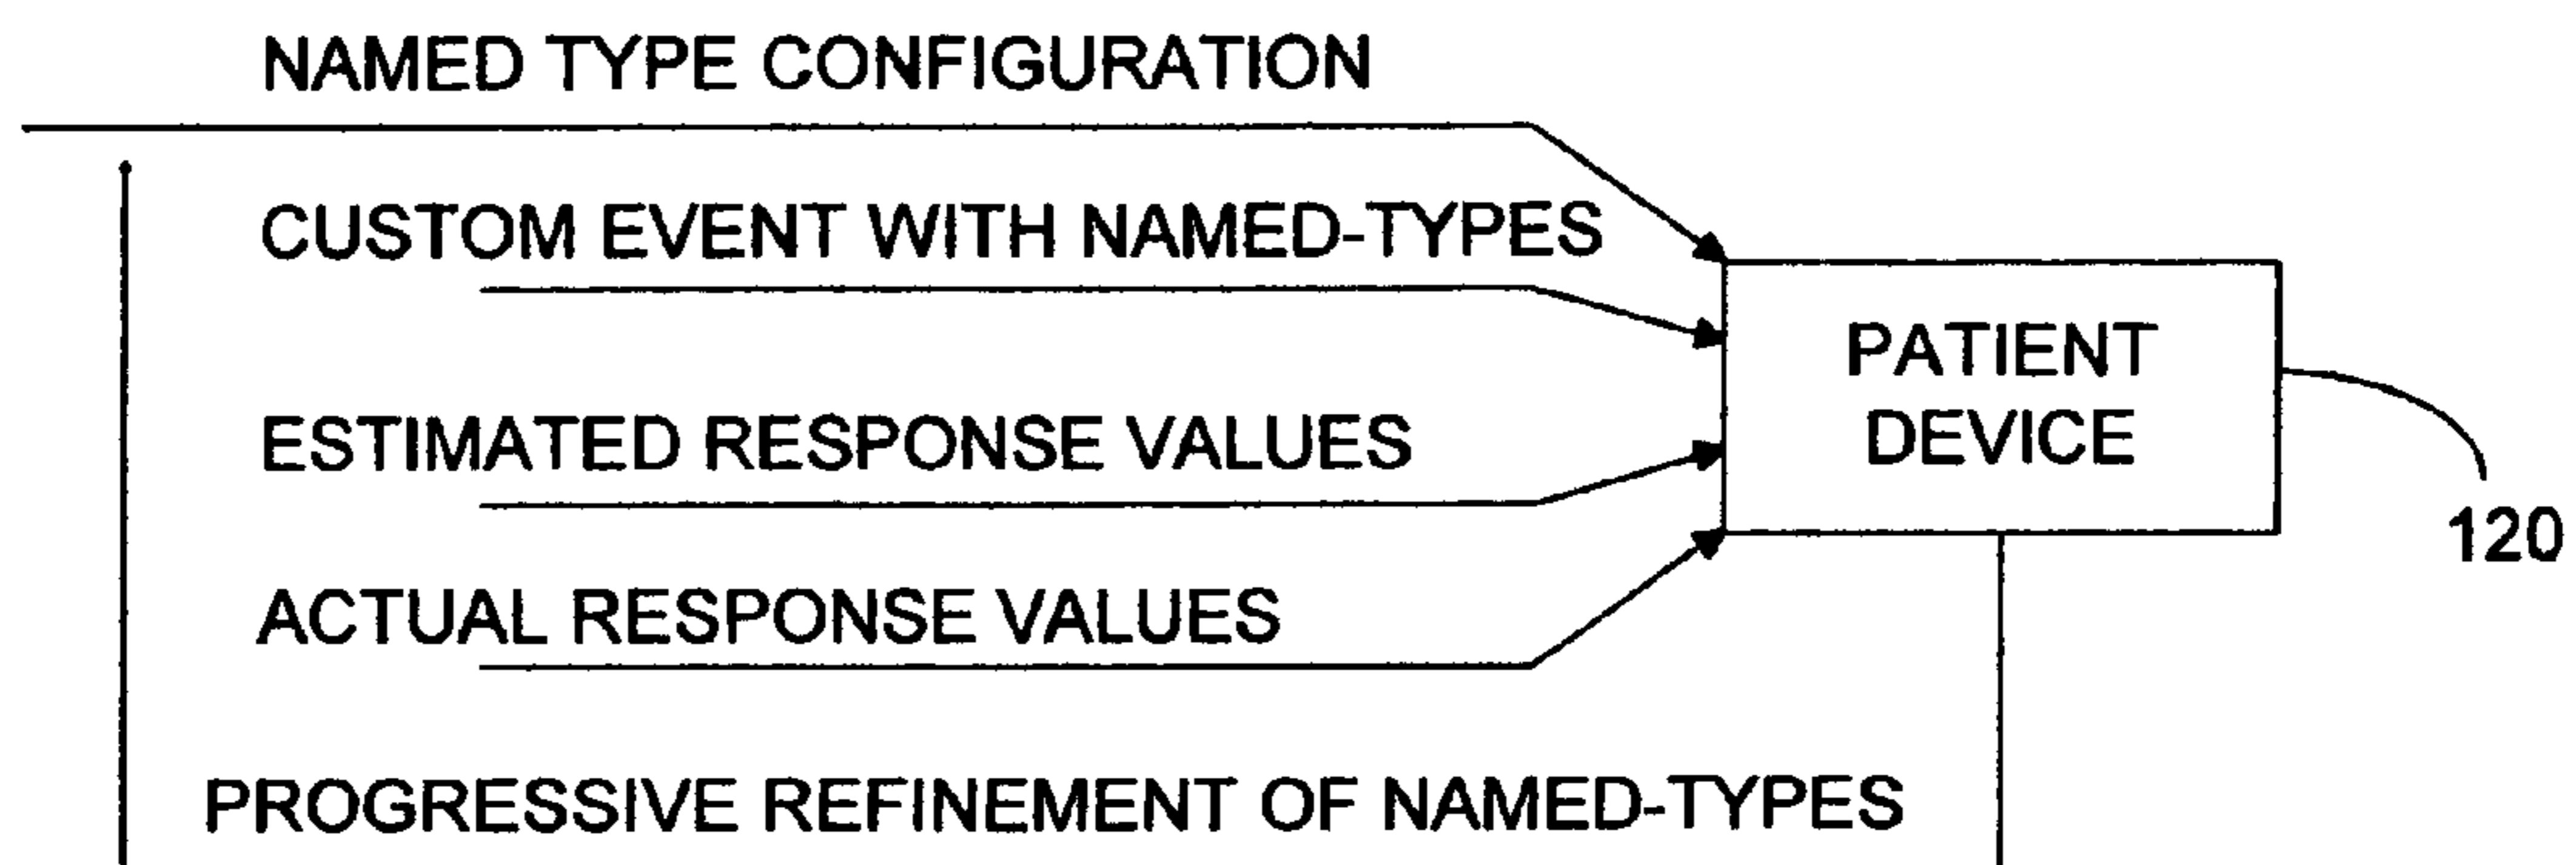 NAMED TYPE CONFIGURATION
CUSTOM EVENT WITH NAMED-TYPES
PATIENT
DEVICE
ESTIMATED RESPONSE VALUES
120
ACTUAL RESPONSE VALUES
PROGRESSIVE REFINEMENT OF NAMED-TYPES